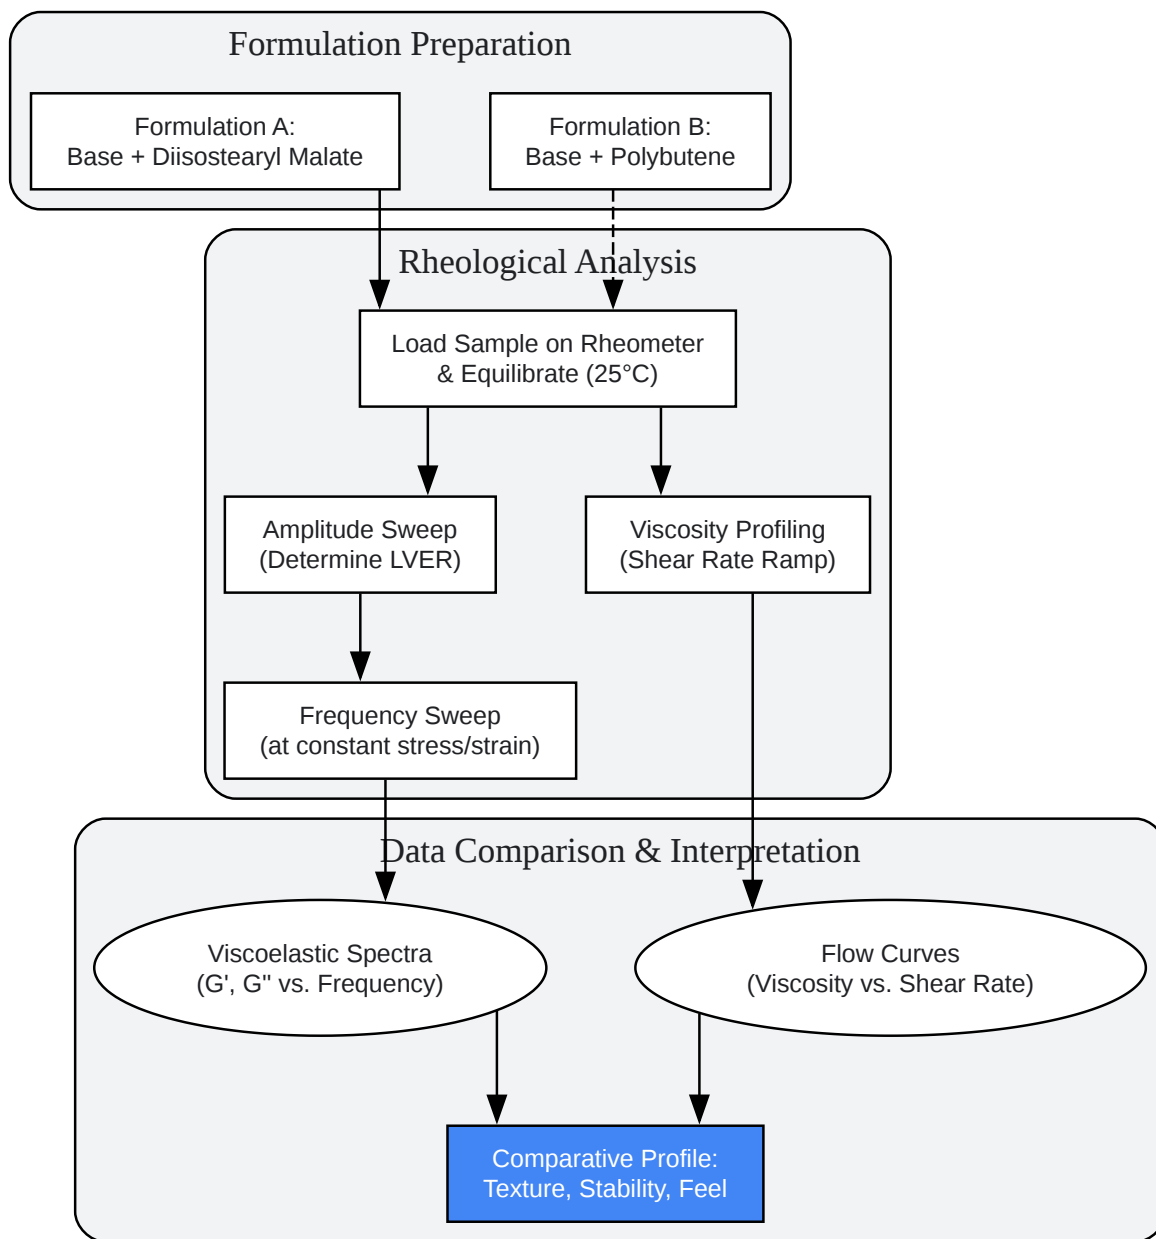 Formulation Preparation
Formulation A:
Base + Diisostearyl Malate
Formulation B:
Base + Polybutene
Rheological Analysis
Load Sample on Rheometer
& Equilibrate (25°C)
Amplitude Sweep
(Determine LVER)
Viscosity Profiling
(Shear Rate Ramp)
Frequency Sweep
(at constant stress/strain)
Data Comparison & Interpretation
Viscoelastic Spectra
(G', G'' vs. Frequency)
Flow Curves
(Viscosity vs. Shear Rate)
Comparative Profile:
Texture, Stability, Feel